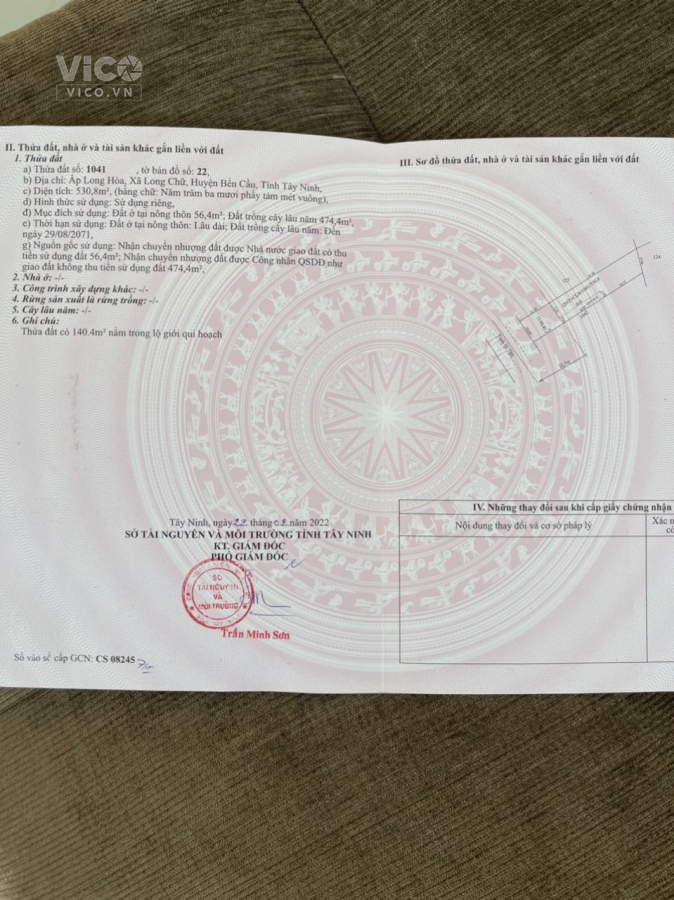 VICO
VICO.VN
II. Thửa đất, nhà ở và tài sản khác gắn liền với đất
1. Thửa đất
a) Thửa đất số: 1041 , tờ bản đồ số: 22,
b) Địa chỉ: Ấp Long Hòa, Xã Long Chữ, Huyện Bến Cầu, Tỉnh Tây Ninh,
c) Diện tích: 530,8m², (bằng chữ: Năm trăm ba mươi phẩy tám mét vuông),
d) Hình thức sử dụng: Sử dụng riêng,
đ) Mục đích sử dụng: Đất ở tại nông thôn 56,4m²; Đất trồng cây lâu năm 474,4m²,
e) Thời hạn sử dụng: Đất ở tại nông thôn: Lâu dài; Đất trồng cây lâu năm: Đến
ngày 29/08/2071,
g) Nguồn gốc sử dụng: Nhận chuyển nhượng đất được Nhà nước giao đất có thu
tiền sử dụng đất 56,4m²; Nhận chuyển nhượng đất được Công nhận QSDĐ như
giao đất không thu tiền sử dụng đất 474,4m²,
2. Nhà ở: -/-
3. Công trình xây dựng khác: -/-
4. Rừng sản xuất là rừng trồng: -/-
5. Cây lâu năm: -/-
6. Ghi chú:
Thửa đất có 140.4m² nằm trong lộ giới qui hoạch
Tây Ninh, ngày 22 tháng 02 năm 2022
SỞ TÀI NGUYÊN VÀ MÔI TRƯỜNG TỈNH TÂY NINH
KT. GIÁM ĐỐC
PHÓ GIÁM ĐỐC
SỞ
TÀI NGUYÊN
VÀ
MÔI TRƯỜNG
Trần Minh Sơn
Số vào sổ cấp GCN: CS 08245
III. Sơ đồ thửa đất, nhà ở và tài sản khác gắn liền với đất
124
IV. Những thay đổi sau khi cấp giấy chứng nhận
Nội dung thay đổi và cơ sở pháp lý
Xác n
cơ